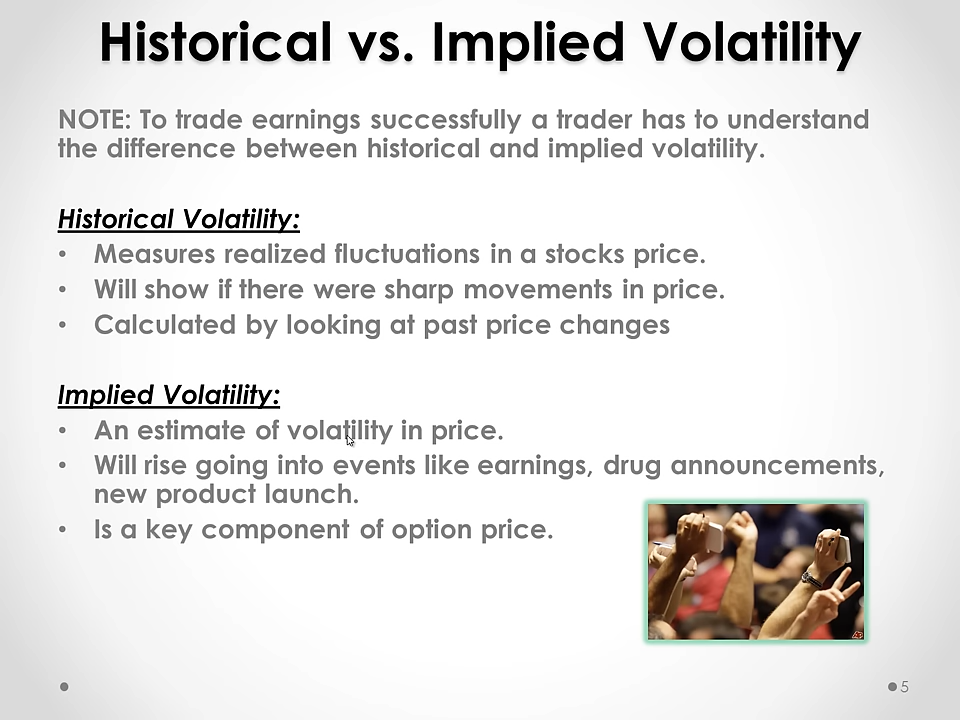 Historical vs. Implied Volatility
NOTE: To trade earnings successfully a trader has to understand
the difference between historical and implied volatility.
Historical Volatility:
• Measures realized fluctuations in a stocks price.
• Will show if there were sharp movements in price.
• Calculated by looking at past price changes
Implied Volatility:
• An estimate of volatility in price.
• Will rise going into events like earnings, drug announcements,
new product launch.
• Is a key component of option price.
5